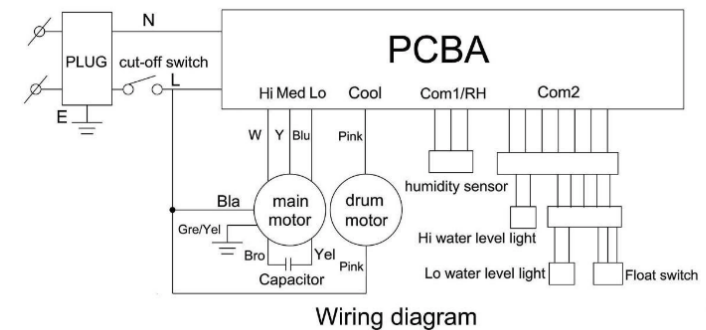 N
PCBA
PLUG
cut-off switch
L
Hi Med Lo
Cool
Com1/RH
Com2
E
W
Y
Blu
Pink
humidity sensor
Bla
main
motor
drum
motor
Gre/Yel
Hi water level light
Bro
Yel
Pink
Capacitor
Lo water level light
Float switch
Wiring diagram